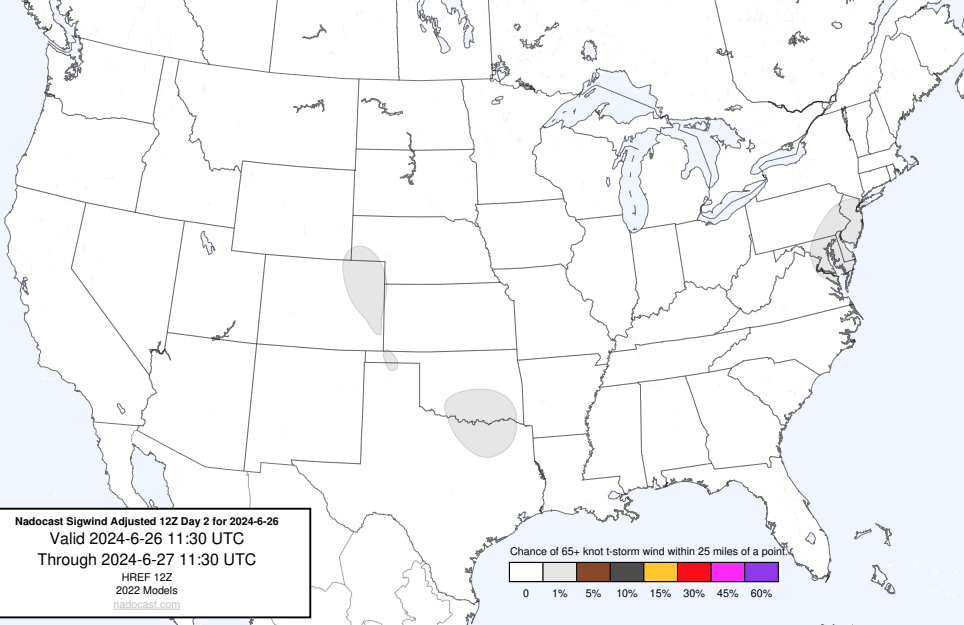 Nadocast Sigwind Adjusted 12Z Day 2 for 2024-6-26
Valid 2024-6-26 11:30 UTC
Through 2024-6-27 11:30 UTC
HREF 12Z
2022 Models
nadocast.com
Chance of 65+ knot t-storm wind within 25 miles of a point.
0 1% 5% 10% 15% 30% 45% 60%